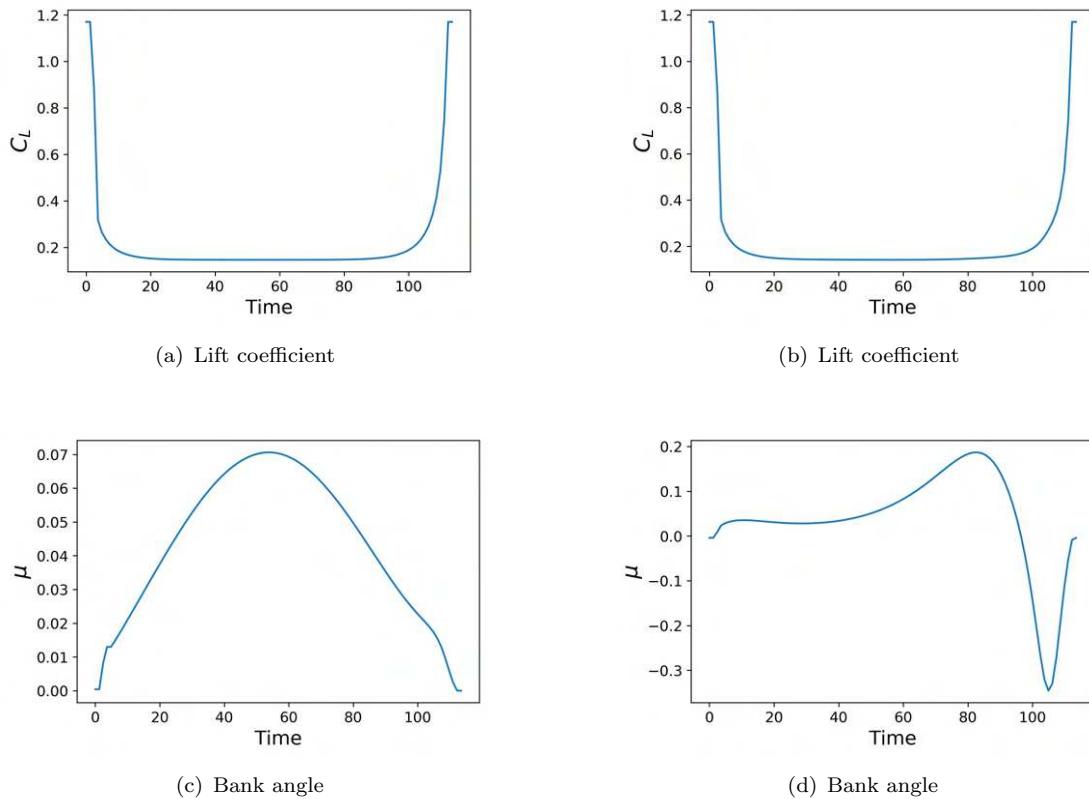 1.2
1.0
0.8
0.6
0.4
0.2
C_L
0 20 40 60 80 100
Time
(a) Lift coefficient
1.2
1.0
0.8
0.6
0.4
0.2
C_L
0 20 40 60 80 100
Time
(b) Lift coefficient
0.07
0.06
0.05
0.04
0.03
0.02
0.01
0.00
μ
0 20 40 60 80 100
Time
(c) Bank angle
0.2
0.1
0.0
−0.1
−0.2
−0.3
μ
0 20 40 60 80 100
Time
(d) Bank angle